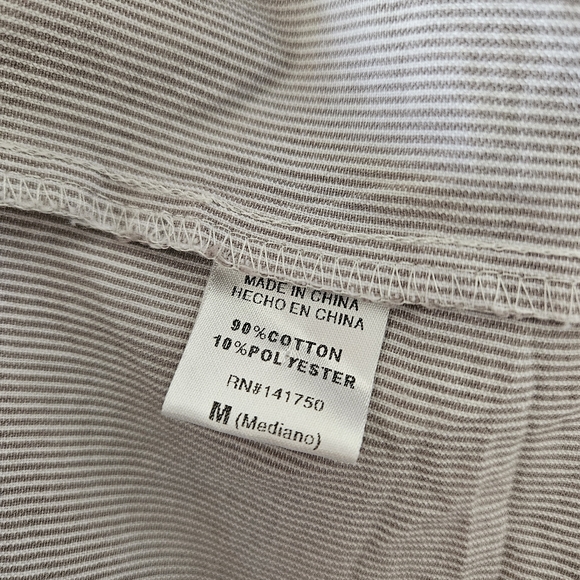 MADE IN CHINA
HECHO EN CHINA
90%COTTON
10%POLYESTER
RN#141750
M (Mediano)